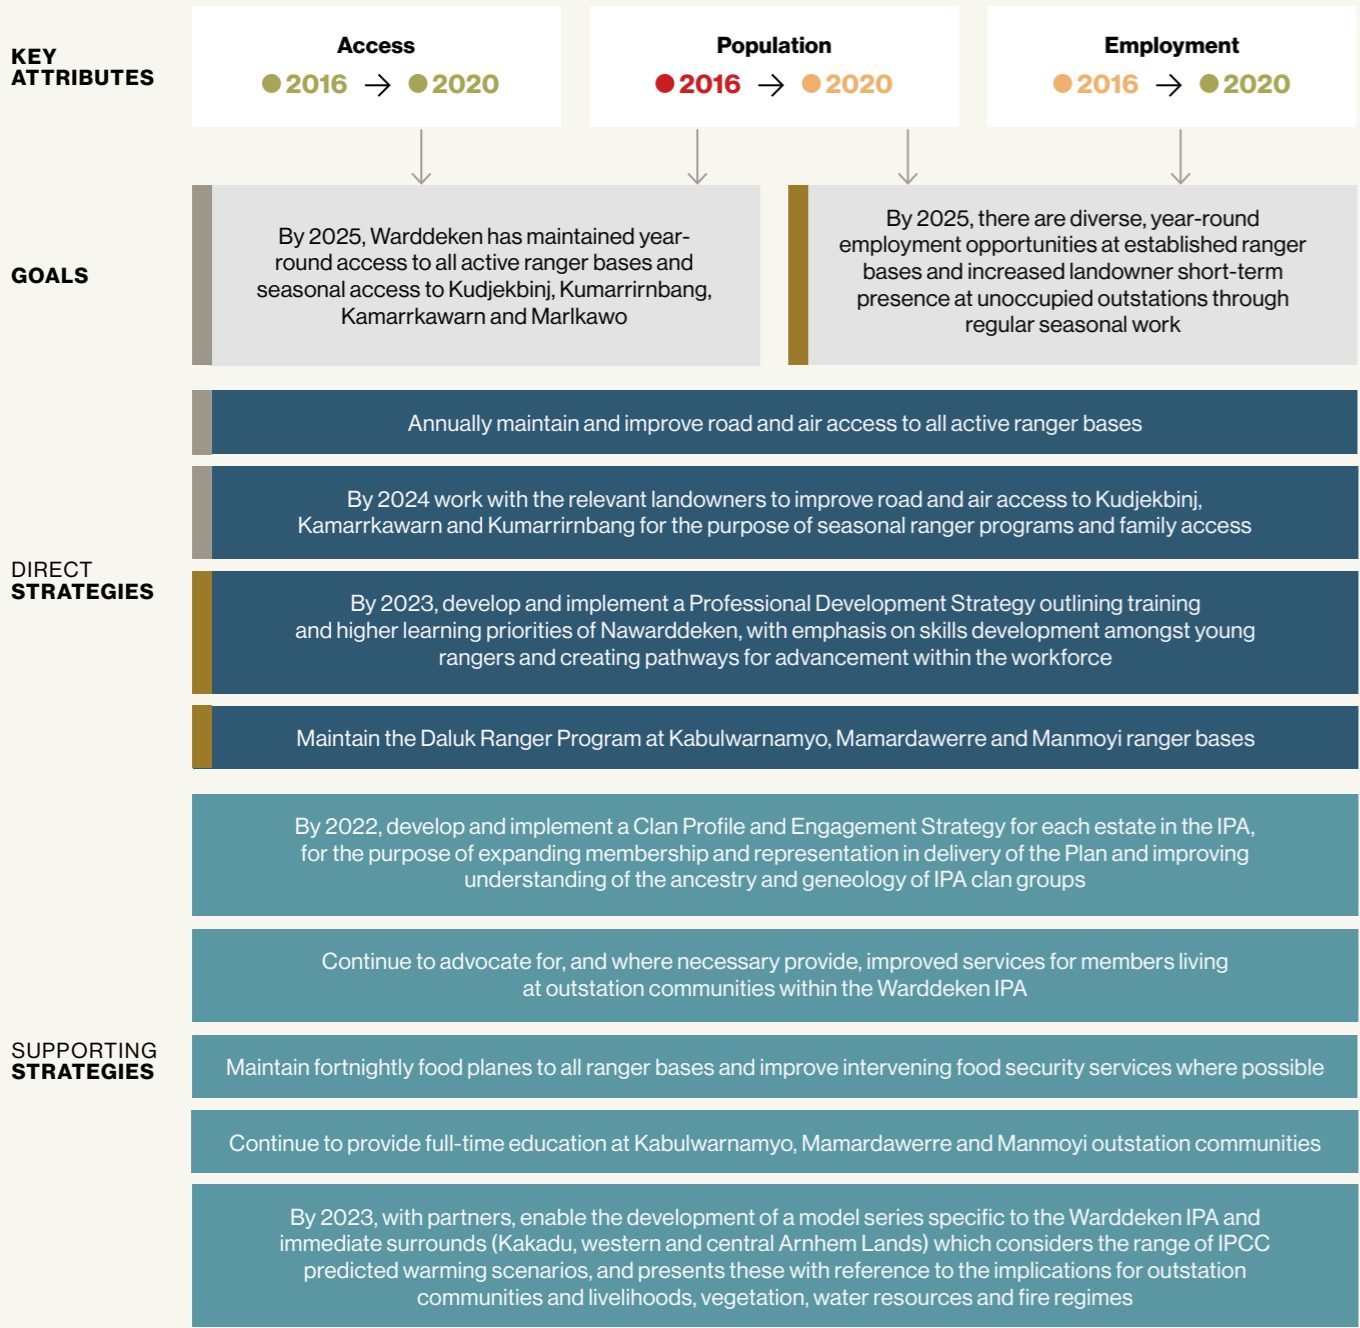 KEY
ATTRIBUTES
Access
2016 → 2020
Population
2016 → 2020
Employment
2016 → 2020
GOALS
By 2025, Warddeken has maintained year-
round access to all active ranger bases and
seasonal access to Kudjekbinj, Kumarrirnbang,
Kamarrkawarn and Marlkawo
By 2025, there are diverse, year-round
employment opportunities at established ranger
bases and increased landowner short-term
presence at unoccupied outstations through
regular seasonal work
DIRECT
STRATEGIES
Annually maintain and improve road and air access to all active ranger bases
By 2024 work with the relevant landowners to improve road and air access to Kudjekbinj,
Kamarrkawarn and Kumarrirnbang for the purpose of seasonal ranger programs and family access
By 2023, develop and implement a Professional Development Strategy outlining training
and higher learning priorities of Nawarddeken, with emphasis on skills development amongst young
rangers and creating pathways for advancement within the workforce
Maintain the Daluk Ranger Program at Kabulwarnamyo, Mamardawerre and Manmoyi ranger bases
SUPPORTING
STRATEGIES
By 2022, develop and implement a Clan Profile and Engagement Strategy for each estate in the IPA,
for the purpose of expanding membership and representation in delivery of the Plan and improving
understanding of the ancestry and geneology of IPA clan groups
Continue to advocate for, and where necessary provide, improved services for members living
at outstation communities within the Warddeken IPA
Maintain fortnightly food planes to all ranger bases and improve intervening food security services where possible
Continue to provide full-time education at Kabulwarnamyo, Mamardawerre and Manmoyi outstation communities
By 2023, with partners, enable the development of a model series specific to the Warddeken IPA and
immediate surrounds (Kakadu, western and central Arnhem Lands) which considers the range of IPCC
predicted warming scenarios, and presents these with reference to the implications for outstation
communities and livelihoods, vegetation, water resources and fire regimes